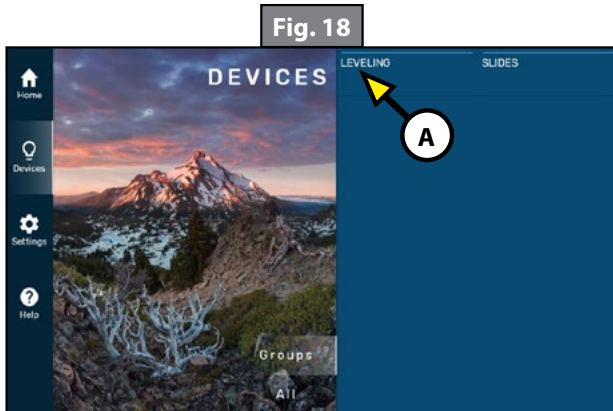 Fig. 18
Home
Devices
Settings
Help
DEVICES
Groups
All
LEVELING
SLIDES
A